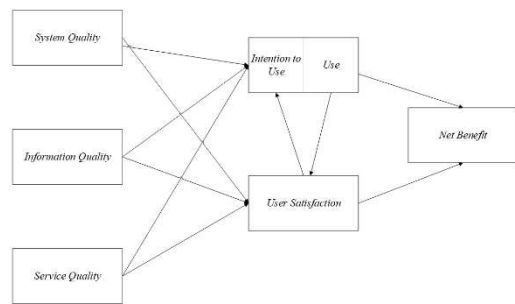 System Quality
Intention to
Use
Use
Net Benefit
Information Quality
User Satisfaction
Service Quality